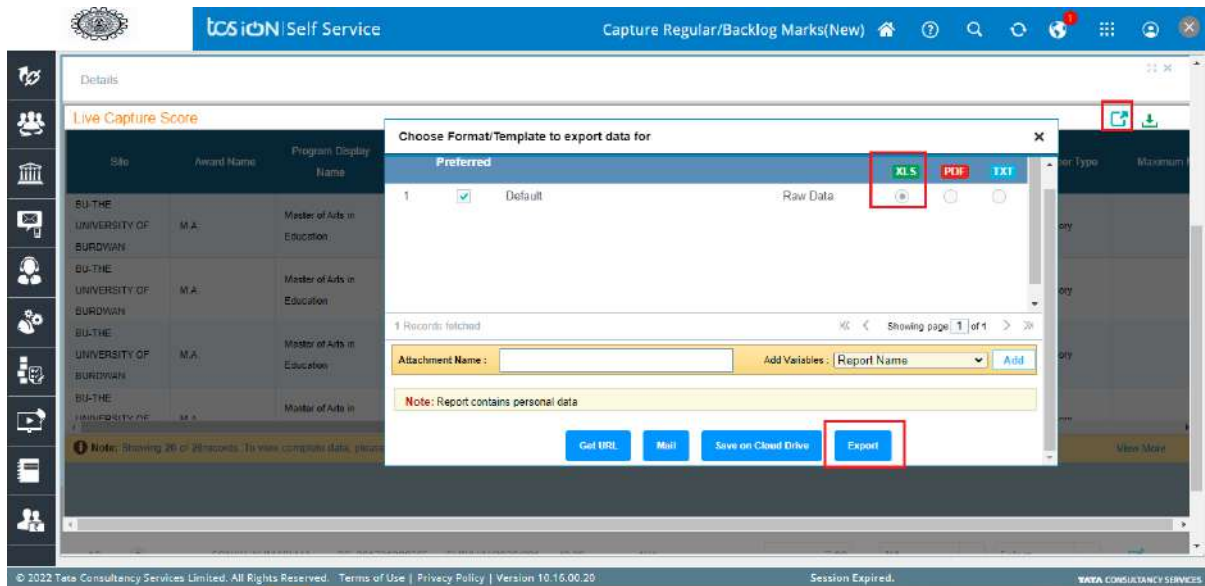 tCS iON Self Service
Capture Regular/Backlog Marks(New)
Details
Live Capture Score
Choose Format/Template to export data for
Preferred
XLS PDF TXT
1 Default Raw Data
1 Records fetched
Showing page 1 of 1
Attachment Name :
Add Variables : Report Name
Add
Note: Report contains personal data
Get URL Mail Save on Cloud Drive Export
Site Award Name Program Display Name
Maximum
BU-THE UNIVERSITY OF BURDWAN
M.A.
Master of Arts in Education
BU-THE UNIVERSITY OF BURDWAN
M.A.
Master of Arts in Education
BU-THE UNIVERSITY OF BURDWAN
M.A.
Master of Arts in Education
BU-THE
Master of Arts in
View More
© 2022 Tata Consultancy Services Limited. All Rights Reserved. Terms of Use | Privacy Policy | Version 10.16.00.20
Session Expired.
TATA CONSULTANCY SERVICES